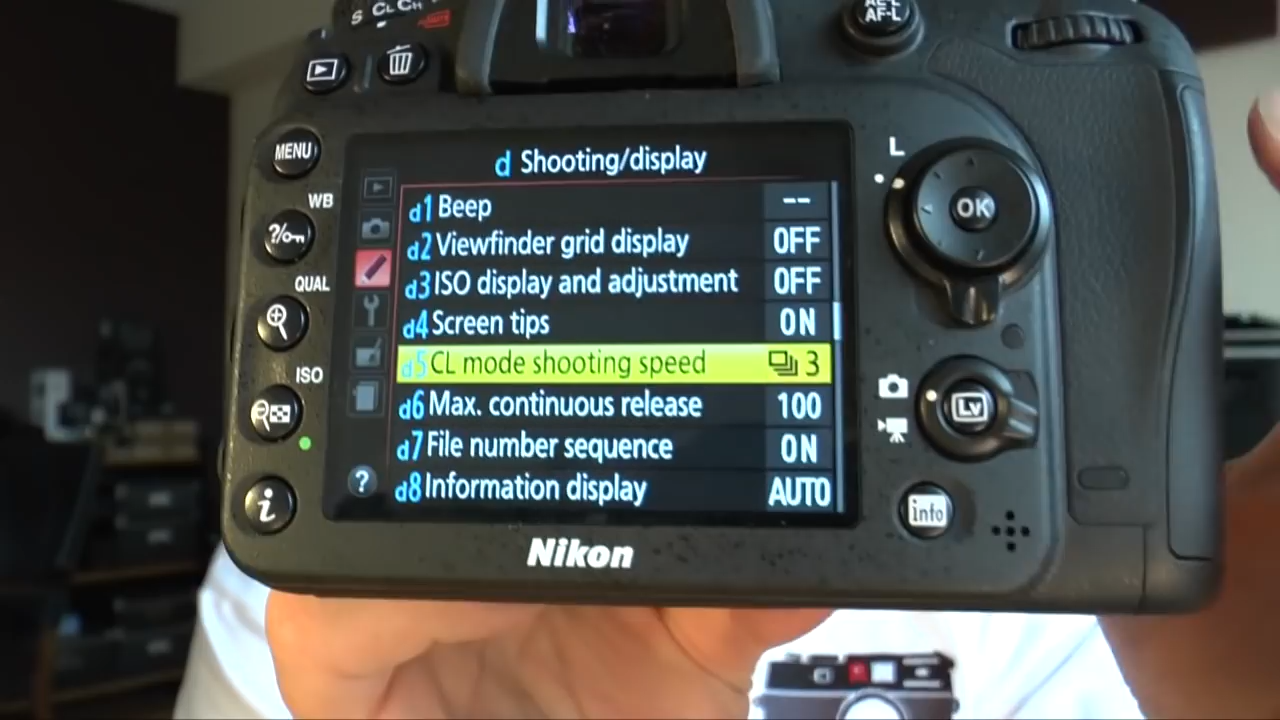 S CL CH
AE-L
AF-L
MENU
WB
?
QUAL
ISO
i
d Shooting/display
d1 Beep --
d2 Viewfinder grid display OFF
d3 ISO display and adjustment OFF
d4 Screen tips ON
d5 CL mode shooting speed 3
d6 Max. continuous release 100
d7 File number sequence ON
d8 Information display AUTO
?
L
OK
Lv
info
Nikon